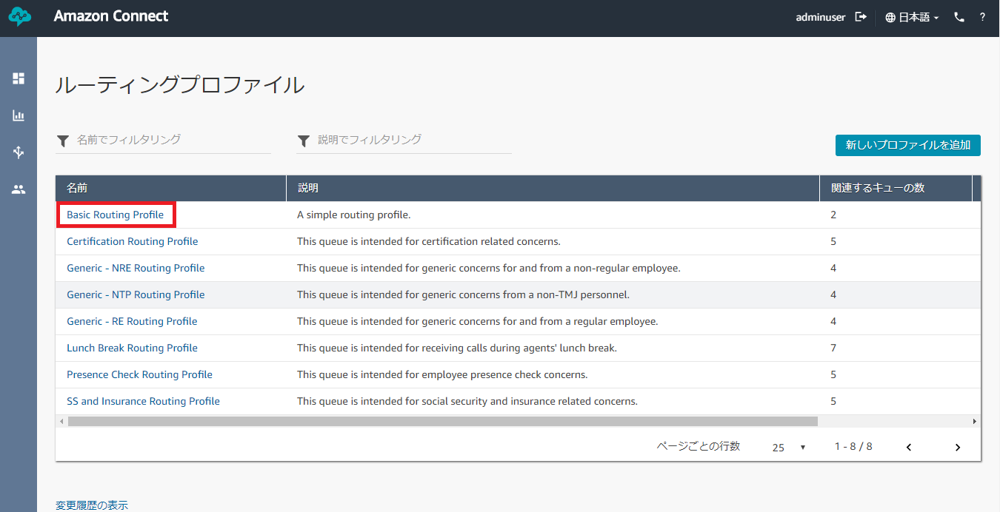 Amazon Connect adminuser 日本語 ?
ルーティングプロファイル
名前でフィルタリング 説明でフィルタリング 新しいプロファイルを追加
名前 説明 関連するキューの数
Basic Routing Profile A simple routing profile. 2
Certification Routing Profile This queue is intended for certification related concerns. 5
Generic - NRE Routing Profile This queue is intended for generic concerns for and from a non-regular employee. 4
Generic - NTP Routing Profile This queue is intended for generic concerns from a non-TMJ personnel. 4
Generic - RE Routing Profile This queue is intended for generic concerns for and from a regular employee. 4
Lunch Break Routing Profile This queue is intended for receiving calls during agents' lunch break. 7
Presence Check Routing Profile This queue is intended for employee presence check concerns. 5
SS and Insurance Routing Profile This queue is intended for social security and insurance related concerns. 5
ページごとの行数 25 1 - 8 / 8
変更履歴の表示